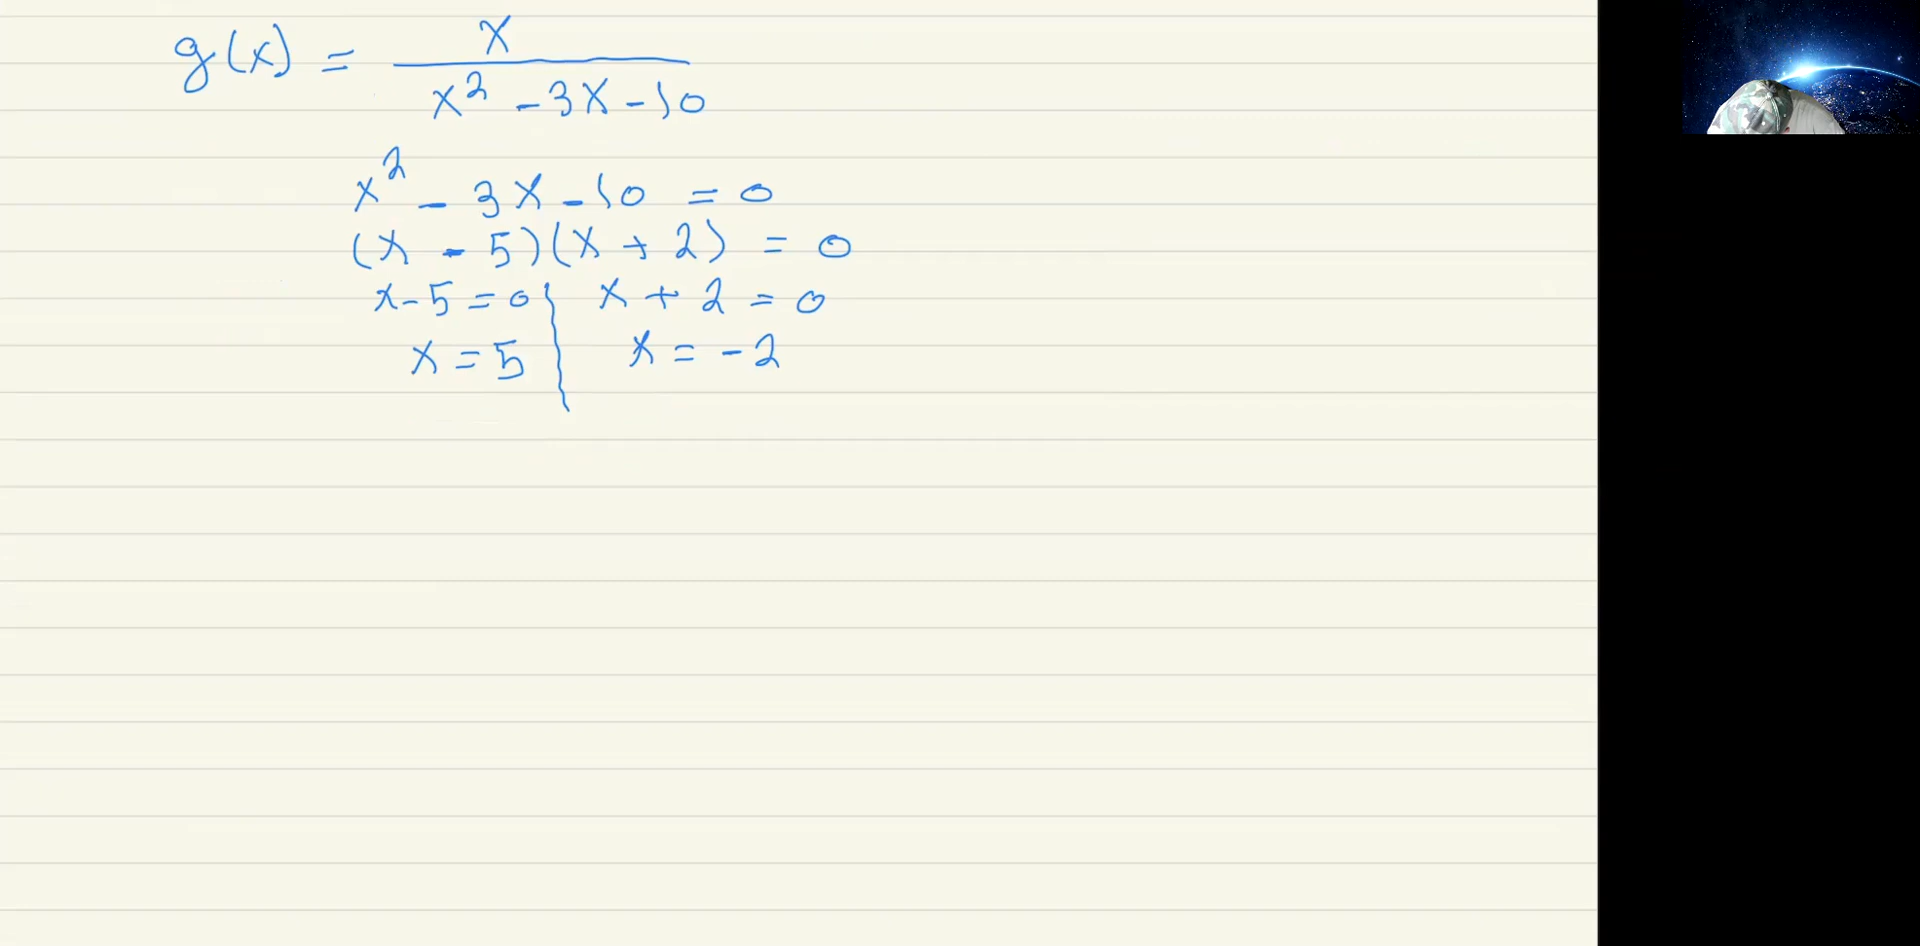 g(x) = x / (x² - 3x - 10)
x² - 3x - 10 = 0
(x - 5)(x + 2) = 0
x - 5 = 0 x + 2 = 0
x = 5 x = -2